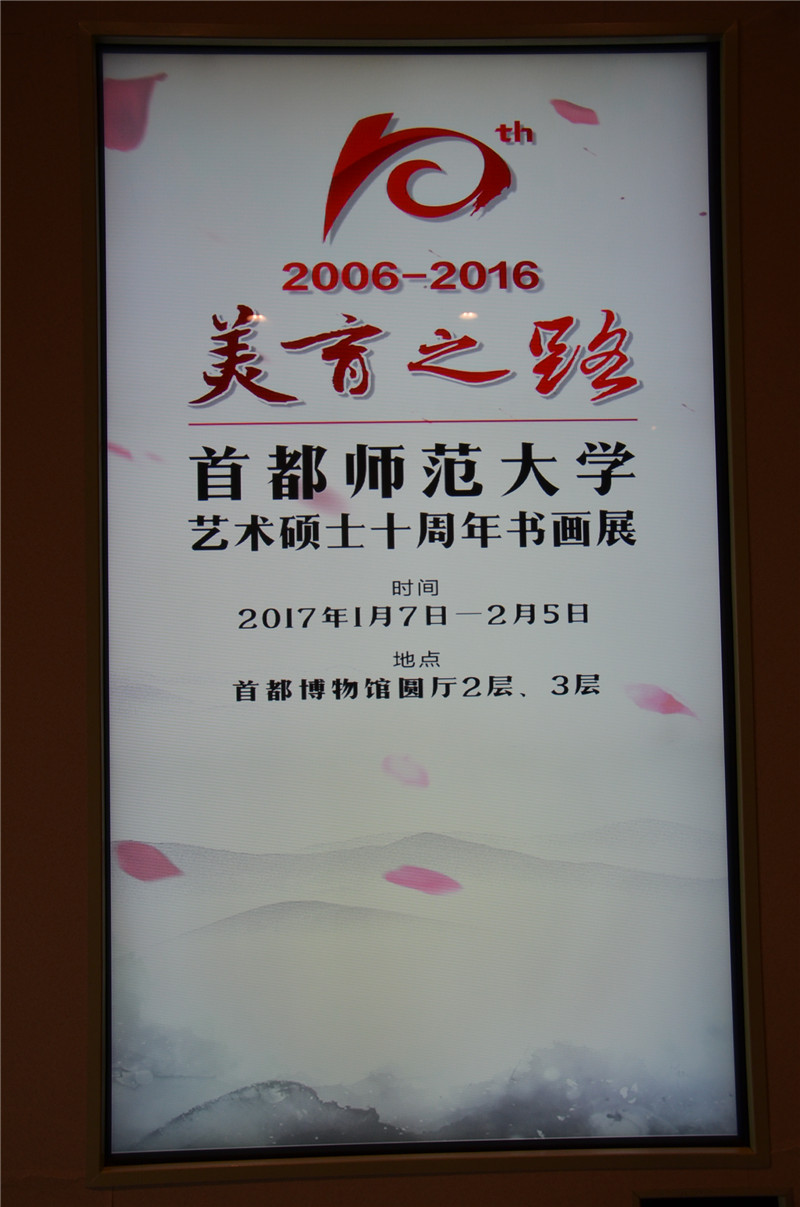 10th
2006-2016
美育之路
首都师范大学
艺术硕士十周年书画展
时间
2017年1月7日—2月5日
地点
首都博物馆圆厅2层、3层